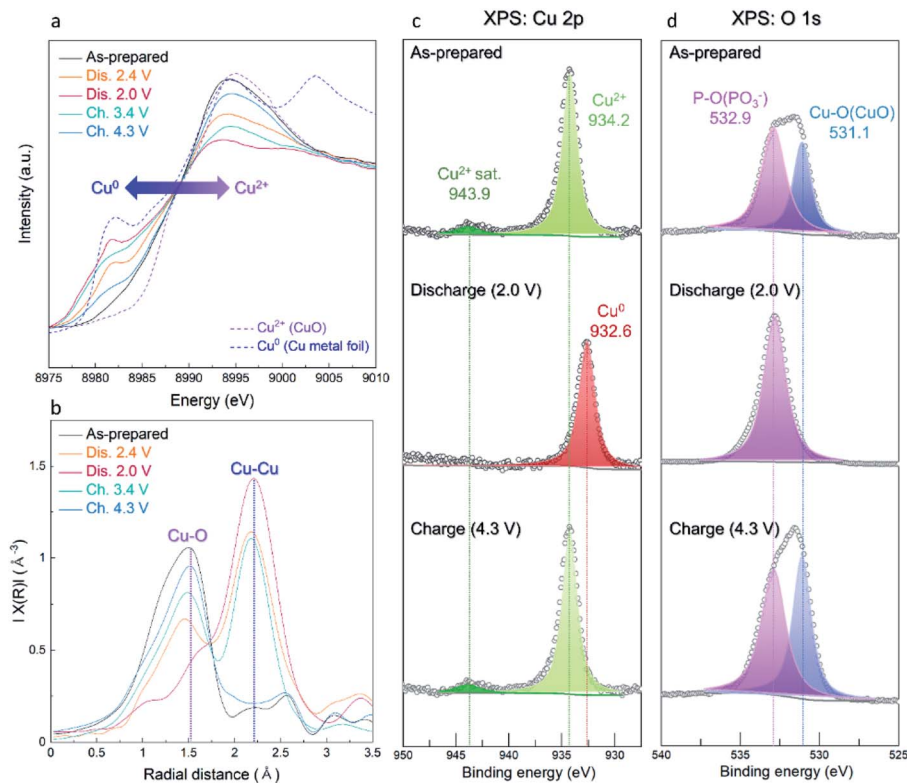 a
As-prepared
Dis. 2.4 V
Dis. 2.0 V
Ch. 3.4 V
Ch. 4.3 V
Cu⁰
Cu²⁺
Cu²⁺ (CuO)
Cu⁰ (Cu metal foil)
Intensity (a.u.)
8975 8980 8985 8990 8995 9000 9005 9010
Energy (eV)
b
As-prepared
Dis. 2.4 V
Dis. 2.0 V
Ch. 3.4 V
Ch. 4.3 V
Cu-O
Cu-Cu
I X(R)I (Å⁻³)
1.5
1
0.5
0
0 0.5 1.0 1.5 2.0 2.5 3.0 3.5
Radial distance (Å)
c
XPS: Cu 2p
As-prepared
Cu²⁺
934.2
Cu²⁺ sat.
943.9
Discharge (2.0 V)
Cu⁰
932.6
Charge (4.3 V)
950 945 940 935 930
Binding energy (eV)
d
XPS: O 1s
As-prepared
P-O(PO₃⁻)
532.9
Cu-O(CuO)
531.1
Discharge (2.0 V)
Charge (4.3 V)
540 535 530 525
Binding energy (eV)